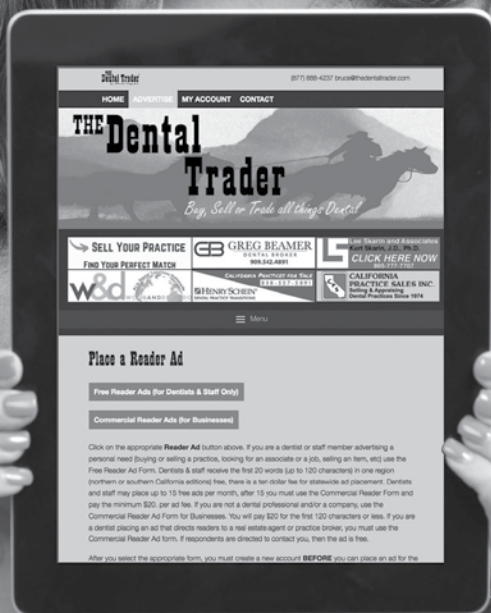 THE
Dental Trader
(877) 888-4237 bruce@thedentaltrader.com
HOME ADVERTISE MY ACCOUNT CONTACT
THE Dental
Trader
Buy, Sell or Trade all things Dental
SELL YOUR PRACTICE
FIND YOUR PERFECT MATCH
GB GREG BEAMER
DENTAL BROKER
909.542.4891
LS Lee Skarin and Associates
Kurt Skarin, J.D., Ph.D.
CLICK HERE NOW
805-777-7707
w&d
CALIFORNIA PRACTICES FOR SALE
HENRY SCHEIN®
DENTAL PRACTICE TRANSITIONS
CALIFORNIA
PRACTICE SALES INC.
Selling & Appraising
Dental Practices Since 1974
Menu
Place a Reader Ad
Free Reader Ads (for Dentists & Staff Only)
Commercial Reader Ads (for Businesses)
Click on the appropriate Reader Ad button above. If you are a dentist or staff member advertising a
personal need (buying or selling a practice, looking for an associate or a job, selling an item, etc) use the
Free Reader Ad Form. Dentists & staff receive the first 20 words (up to 120 characters) in one region
(northern or southern California editions) free, there is a ten dollar fee for statewide ad placement. Dentists
and staff may place up to 15 free ads per month, after 15 you must use the Commercial Reader Form and
pay the minimum $20. per ad fee. If you are not a dental professional and/or a company, use the
Commercial Reader Ad Form for Businesses. You will pay $20 for the first 120 characters or less. If you are
a dentist placing an ad that directs readers to a real estate agent or practice broker, you must use the
Commercial Reader Ad form. If respondents are directed to contact you, then the ad is free.
After you select the appropriate form, you must create a new account BEFORE you can place an ad for the